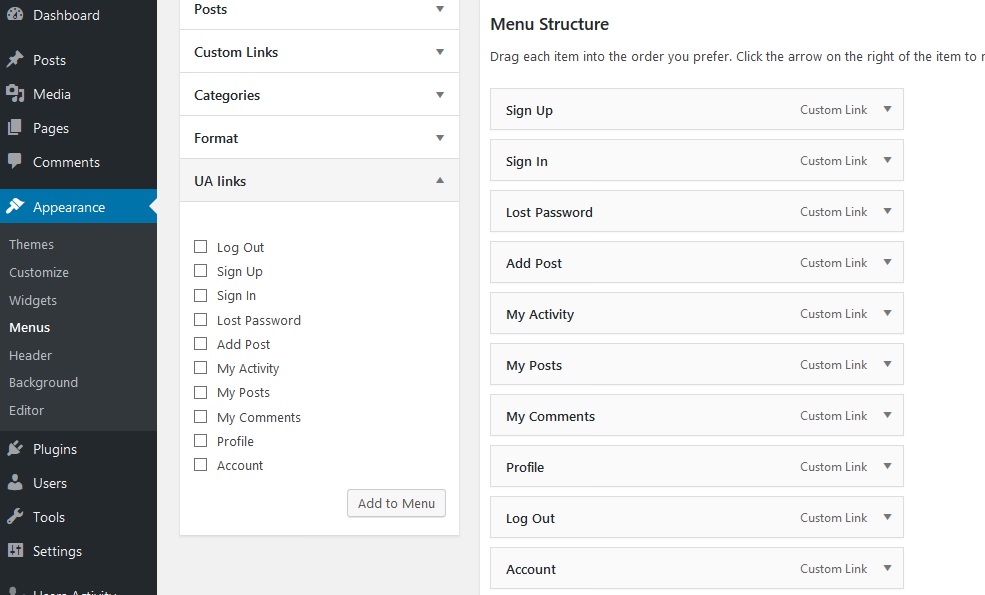 Dashboard
Posts
Media
Pages
Comments
Appearance
Themes
Customize
Widgets
Menus
Header
Background
Editor
Plugins
Users
Tools
Settings
Users Activity
Posts
Custom Links
Categories
Format
UA links
Log Out
Sign Up
Sign In
Lost Password
Add Post
My Activity
My Posts
My Comments
Profile
Account
Add to Menu
Menu Structure
Drag each item into the order you prefer. Click the arrow on the right of the item to
Sign Up Custom Link
Sign In Custom Link
Lost Password Custom Link
Add Post Custom Link
My Activity Custom Link
My Posts Custom Link
My Comments Custom Link
Profile Custom Link
Log Out Custom Link
Account Custom Link